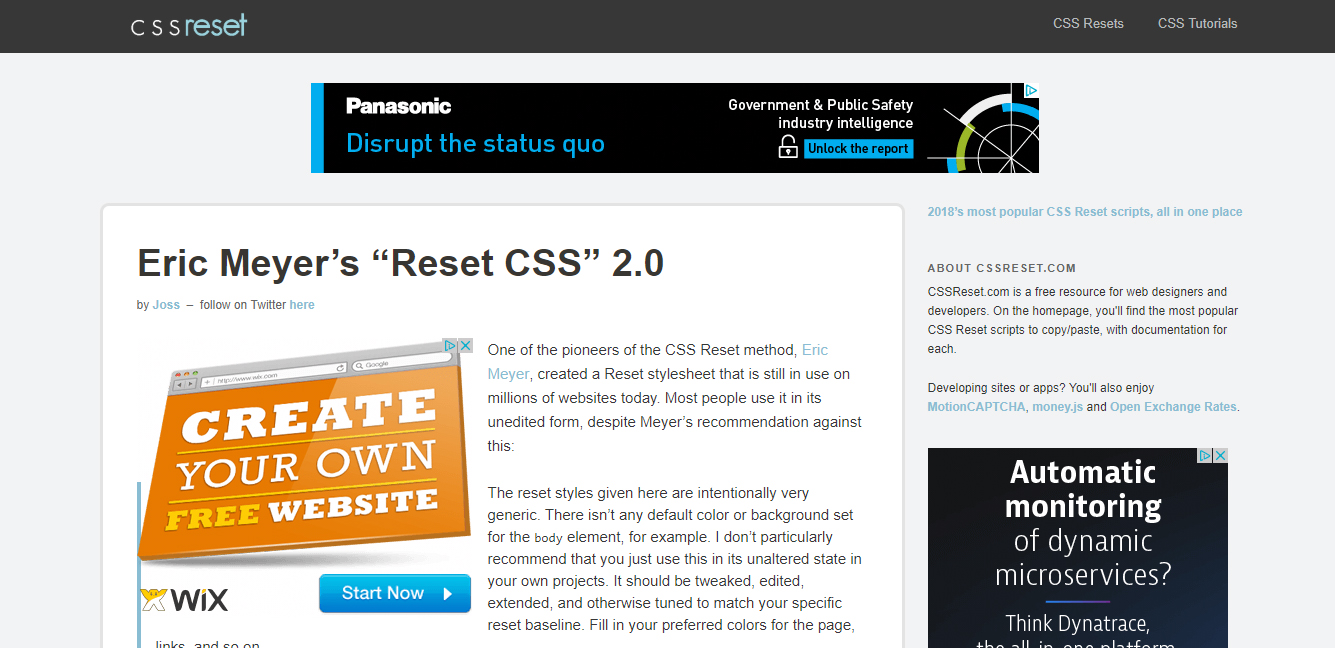 CSSreset
CSS Resets
CSS Tutorials
Panasonic
Disrupt the status quo
Government & Public Safety
industry intelligence
Unlock the report
Eric Meyer’s “Reset CSS” 2.0
by Joss – follow on Twitter here
http://www.wix.com
Google
CREATE
YOUR OWN
FREE WEBSITE
WiX
Start Now
One of the pioneers of the CSS Reset method, Eric
Meyer, created a Reset stylesheet that is still in use on
millions of websites today. Most people use it in its
unedited form, despite Meyer’s recommendation against
this:
The reset styles given here are intentionally very
generic. There isn’t any default color or background set
for the body element, for example. I don’t particularly
recommend that you just use this in its unaltered state in
your own projects. It should be tweaked, edited,
extended, and otherwise tuned to match your specific
reset baseline. Fill in your preferred colors for the page,
links, and so on.
2018's most popular CSS Reset scripts, all in one place
ABOUT CSSRESET.COM
CSSReset.com is a free resource for web designers and
developers. On the homepage, you'll find the most popular
CSS Reset scripts to copy/paste, with documentation for
each.
Developing sites or apps? You'll also enjoy
MotionCAPTCHA, money.js and Open Exchange Rates.
Automatic
monitoring
of dynamic
microservices?
Think Dynatrace,
the all-in-one platform